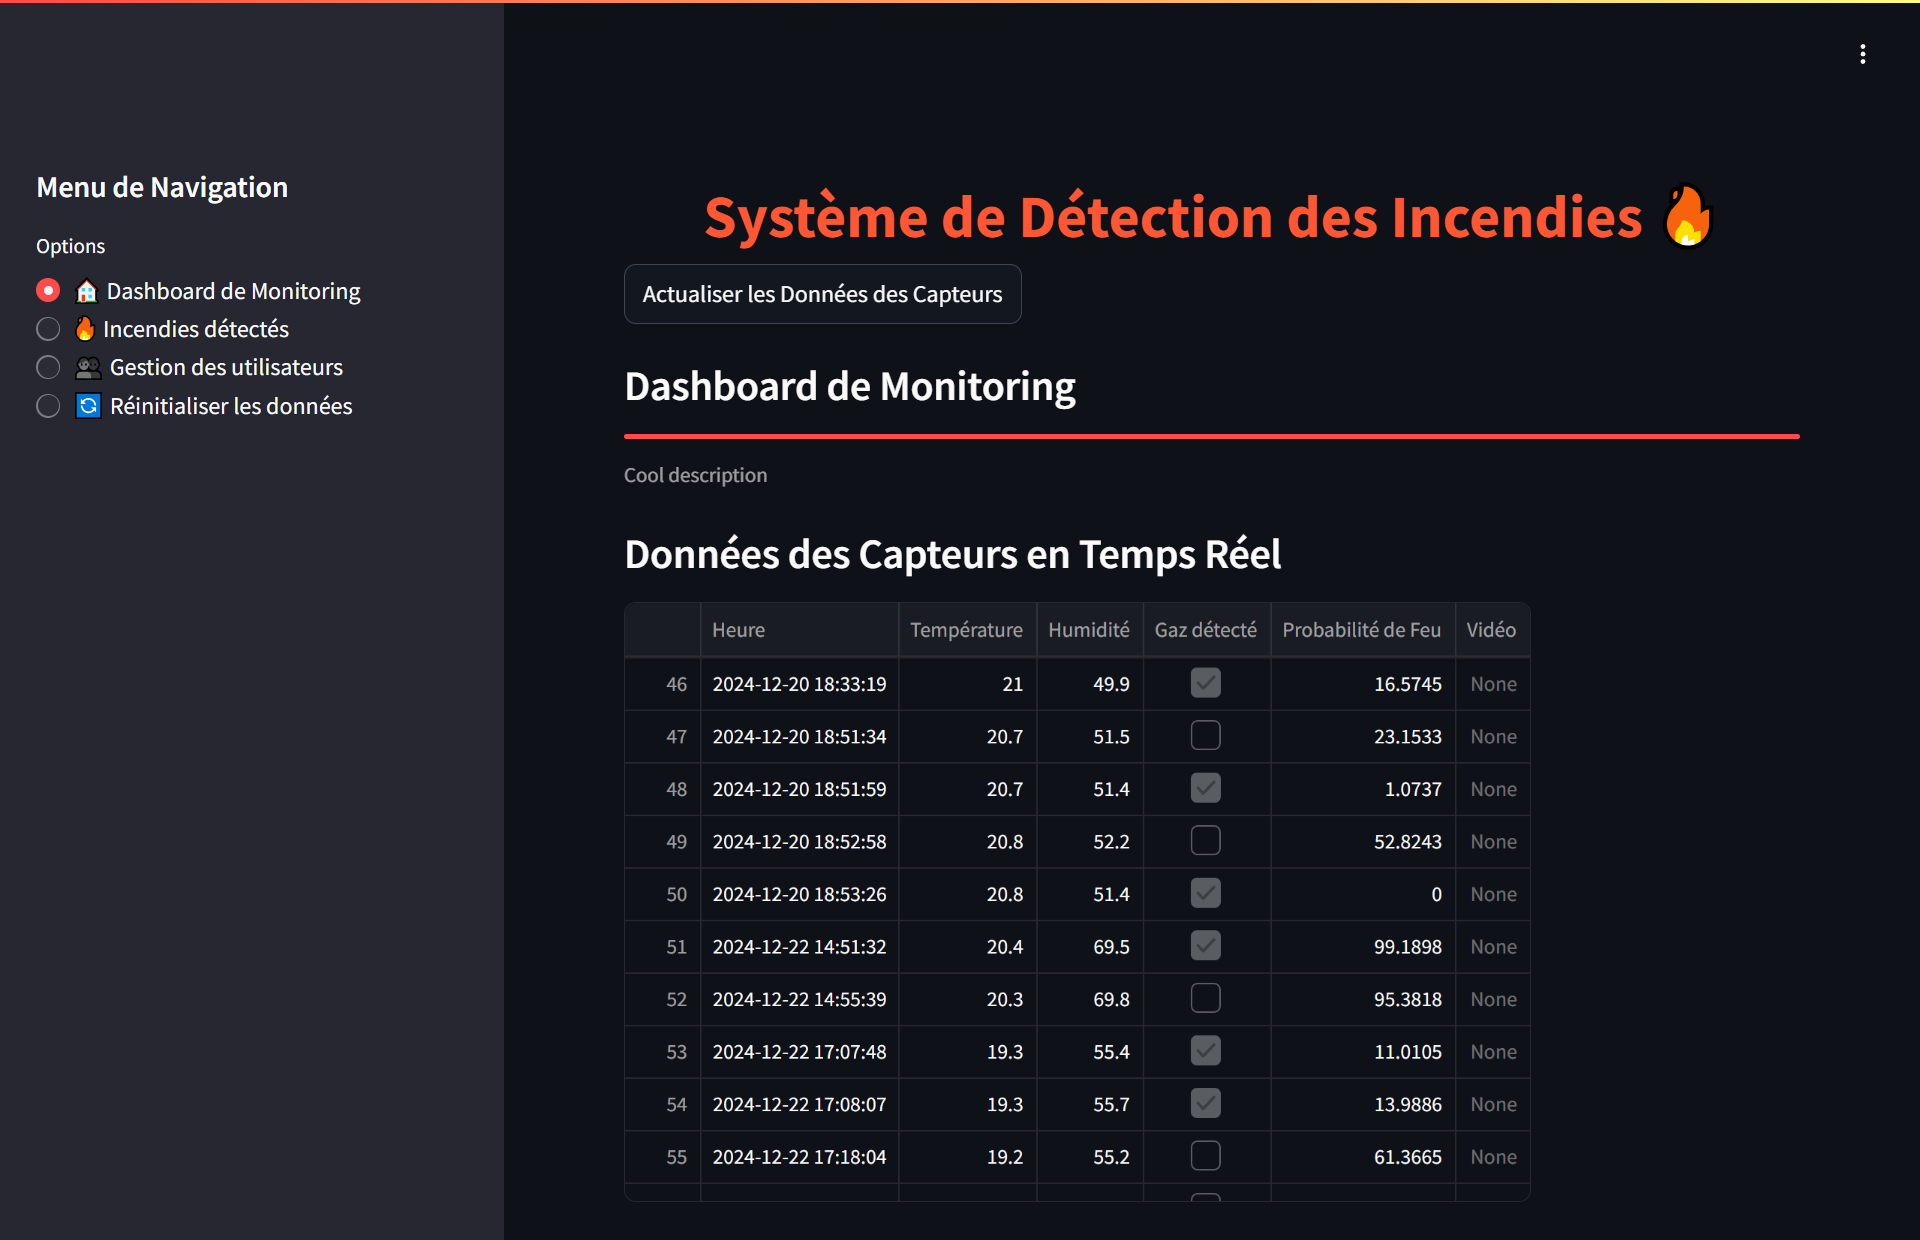 Menu de Navigation
Options
Dashboard de Monitoring
Incendies détectés
Gestion des utilisateurs
Réinitialiser les données
Système de Détection des Incendies
Actualiser les Données des Capteurs
Dashboard de Monitoring
Cool description
Données des Capteurs en Temps Réel
Heure Température Humidité Gaz détecté Probabilité de Feu Vidéo
46 2024-12-20 18:33:19 21 49.9 16.5745 None
47 2024-12-20 18:51:34 20.7 51.5 23.1533 None
48 2024-12-20 18:51:59 20.7 51.4 1.0737 None
49 2024-12-20 18:52:58 20.8 52.2 52.8243 None
50 2024-12-20 18:53:26 20.8 51.4 0 None
51 2024-12-22 14:51:32 20.4 69.5 99.1898 None
52 2024-12-22 14:55:39 20.3 69.8 95.3818 None
53 2024-12-22 17:07:48 19.3 55.4 11.0105 None
54 2024-12-22 17:08:07 19.3 55.7 13.9886 None
55 2024-12-22 17:18:04 19.2 55.2 61.3665 None